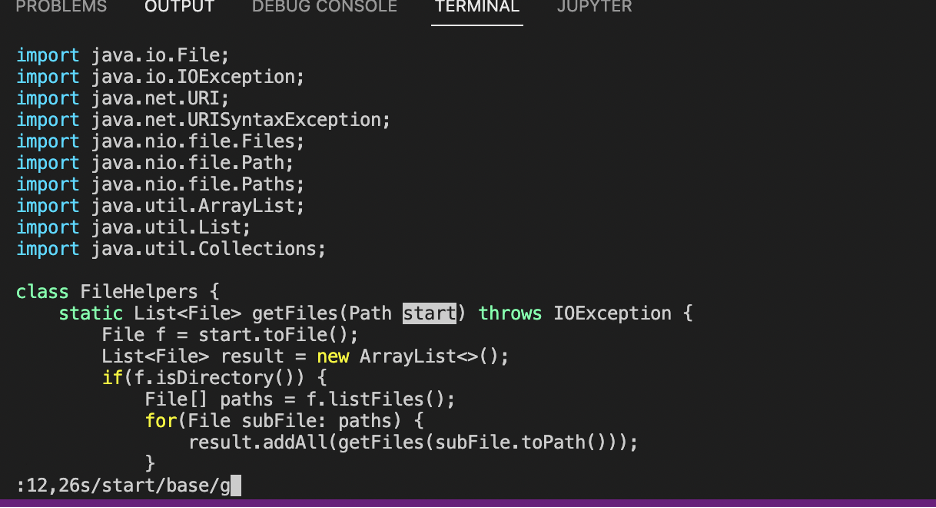 PROBLEMS OUTPUT DEBUG CONSOLE TERMINAL JUPYTER
import java.io.File;
import java.io.IOException;
import java.net.URI;
import java.net.URISyntaxException;
import java.nio.file.Files;
import java.nio.file.Path;
import java.nio.file.Paths;
import java.util.ArrayList;
import java.util.List;
import java.util.Collections;
class FileHelpers {
    static List<File> getFiles(Path start) throws IOException {
        File f = start.toFile();
        List<File> result = new ArrayList<>();
        if(f.isDirectory()) {
            File[] paths = f.listFiles();
            for(File subFile: paths) {
                result.addAll(getFiles(subFile.toPath()));
            }
:12,26s/start/base/g